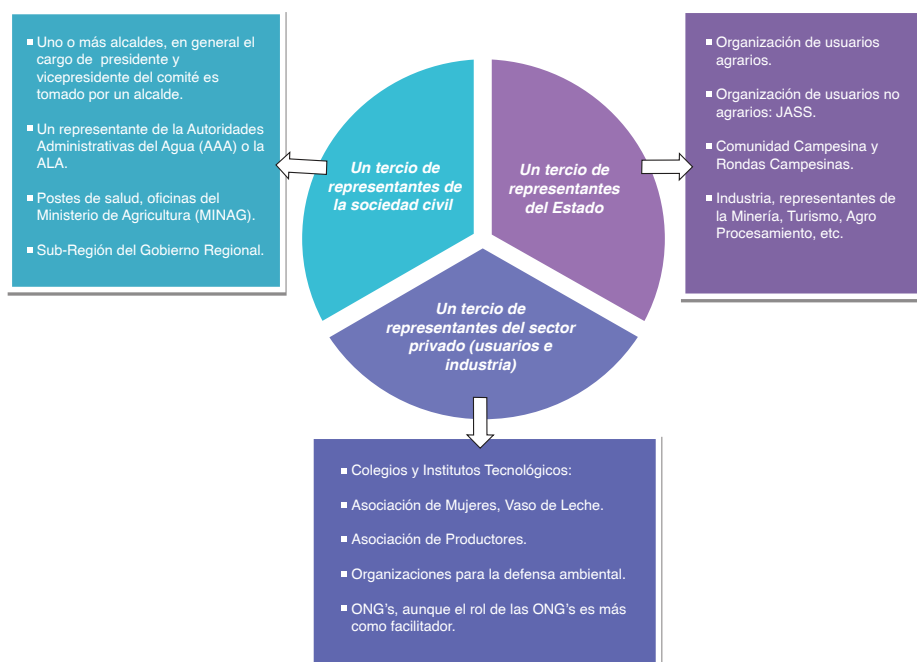 Uno o más alcaldes, en general el
cargo de presidente y
vicepresidente del comité es
tomado por un alcalde.
Un representante de la Autoridades
Administrativas del Agua (AAA) o la
ALA.
Postes de salud, oficinas del
Ministerio de Agricultura (MINAG).
Sub-Región del Gobierno Regional.
Un tercio de
representantes de
la sociedad civil
Un tercio de
representantes
del Estado
Organización de usuarios
agrarios.
Organización de usuarios no
agrarios: JASS.
Comunidad Campesina y
Rondas Campesinas.
Industria, representantes de
la Minería, Turismo, Agro
Procesamiento, etc.
Un tercio de
representantes del sector
privado (usuarios e
industria)
Colegios y Institutos Tecnológicos:
Asociación de Mujeres, Vaso de Leche.
Asociación de Productores.
Organizaciones para la defensa ambiental.
ONG's, aunque el rol de las ONG's es más
como facilitador.